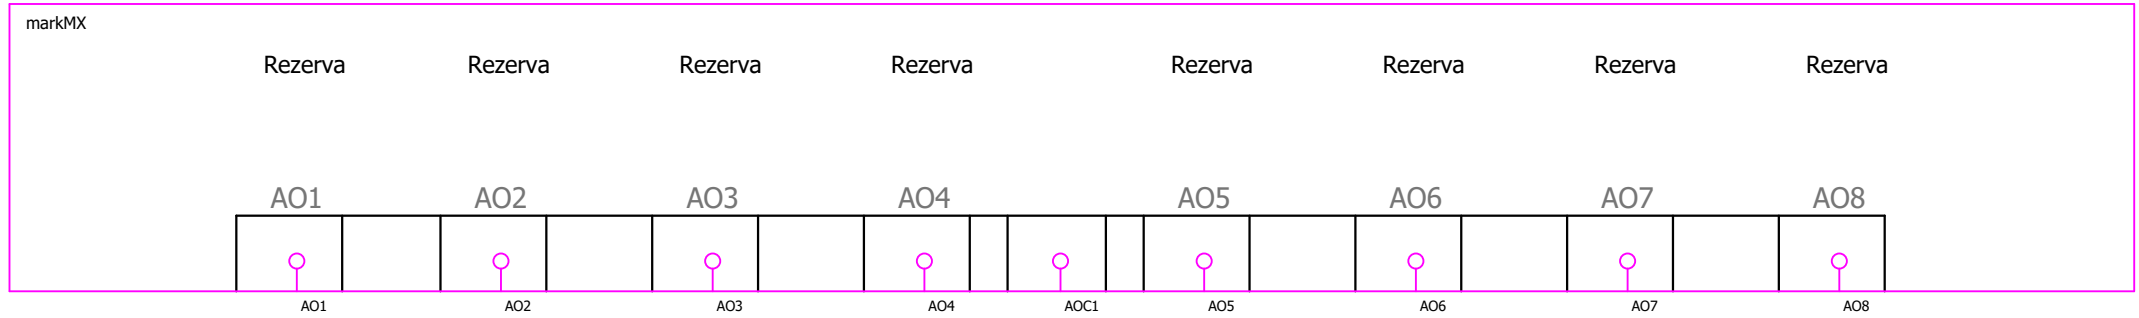 markMX
Rezerva Rezerva Rezerva Rezerva Rezerva Rezerva Rezerva Rezerva
AO1 AO2 AO3 AO4 AO5 AO6 AO7 AO8
AO1 AO2 AO3 AO4 AOC1 AO5 AO6 AO7 AO8